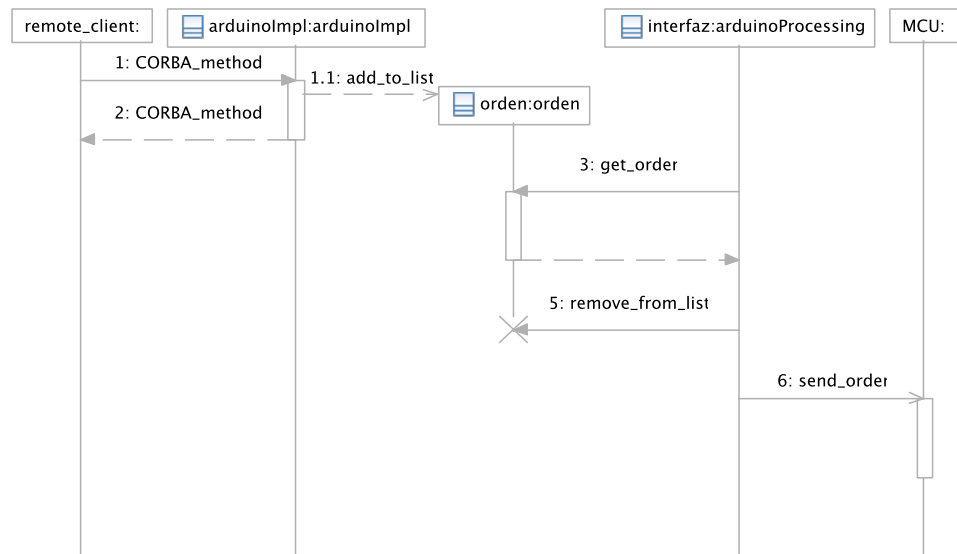 remote_client:
arduinoImpl:arduinoImpl
interfaz:arduinoProcessing
MCU:
1: CORBA_method
1.1: add_to_list
orden:orden
2: CORBA_method
3: get_order
5: remove_from_list
6: send_order